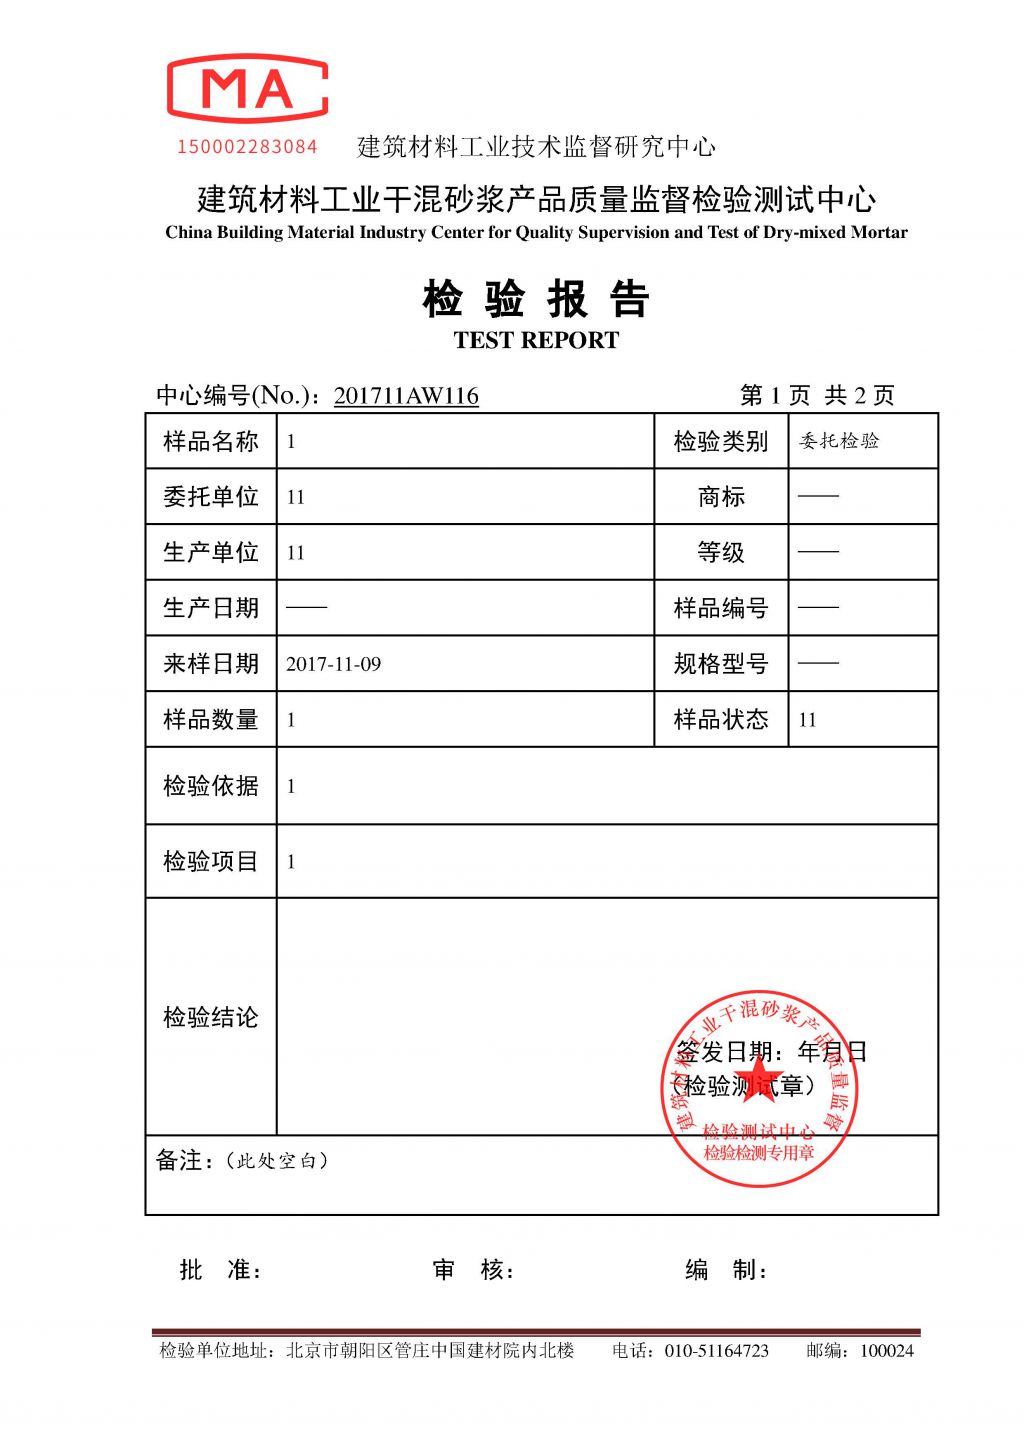 MA
150002283084
建筑材料工业技术监督研究中心
建筑材料工业干混砂浆产品质量监督检验测试中心
China Building Material Industry Center for Quality Supervision and Test of Dry-mixed Mortar
检 验 报 告
TEST REPORT
中心编号(No.)：201711AW116 第 1 页 共 2 页
样品名称 1 检验类别 委托检验
委托单位 11 商标 ——
生产单位 11 等级 ——
生产日期 —— 样品编号 ——
来样日期 2017-11-09 规格型号 ——
样品数量 1 样品状态 11
检验依据 1
检验项目 1
检验结论
签发日期：年月日
（检验测试章）
建筑材料工业干混砂浆产品质量监督
检验测试中心
检验检测专用章
备注：（此处空白）
批 准： 审 核： 编 制：
检验单位地址：北京市朝阳区管庄中国建材院内北楼 电话：010-51164723 邮编：100024